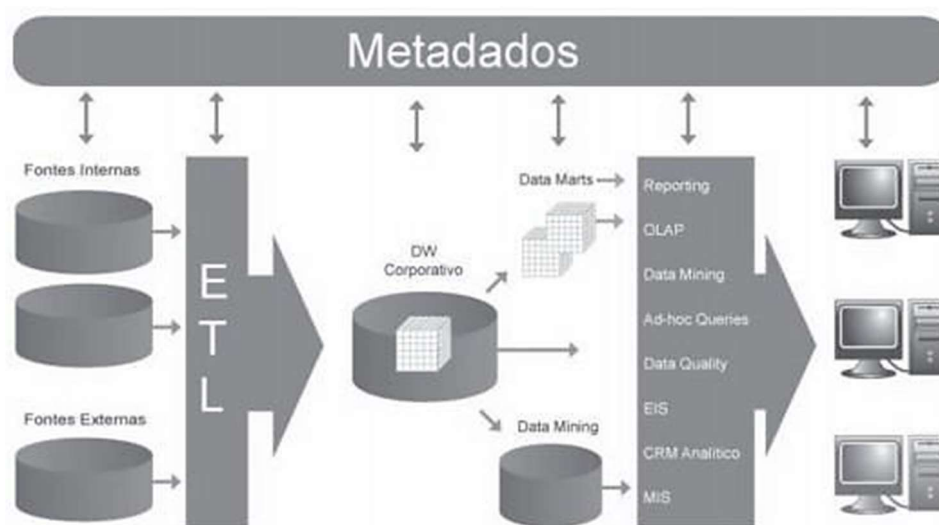 Metadados
Fontes Internas
Fontes Externas
E
T
L
DW
Corporativo
Data Marts
Data Mining
Reporting
OLAP
Data Mining
Ad-hoc Queries
Data Quality
EIS
CRM Analítico
MIS